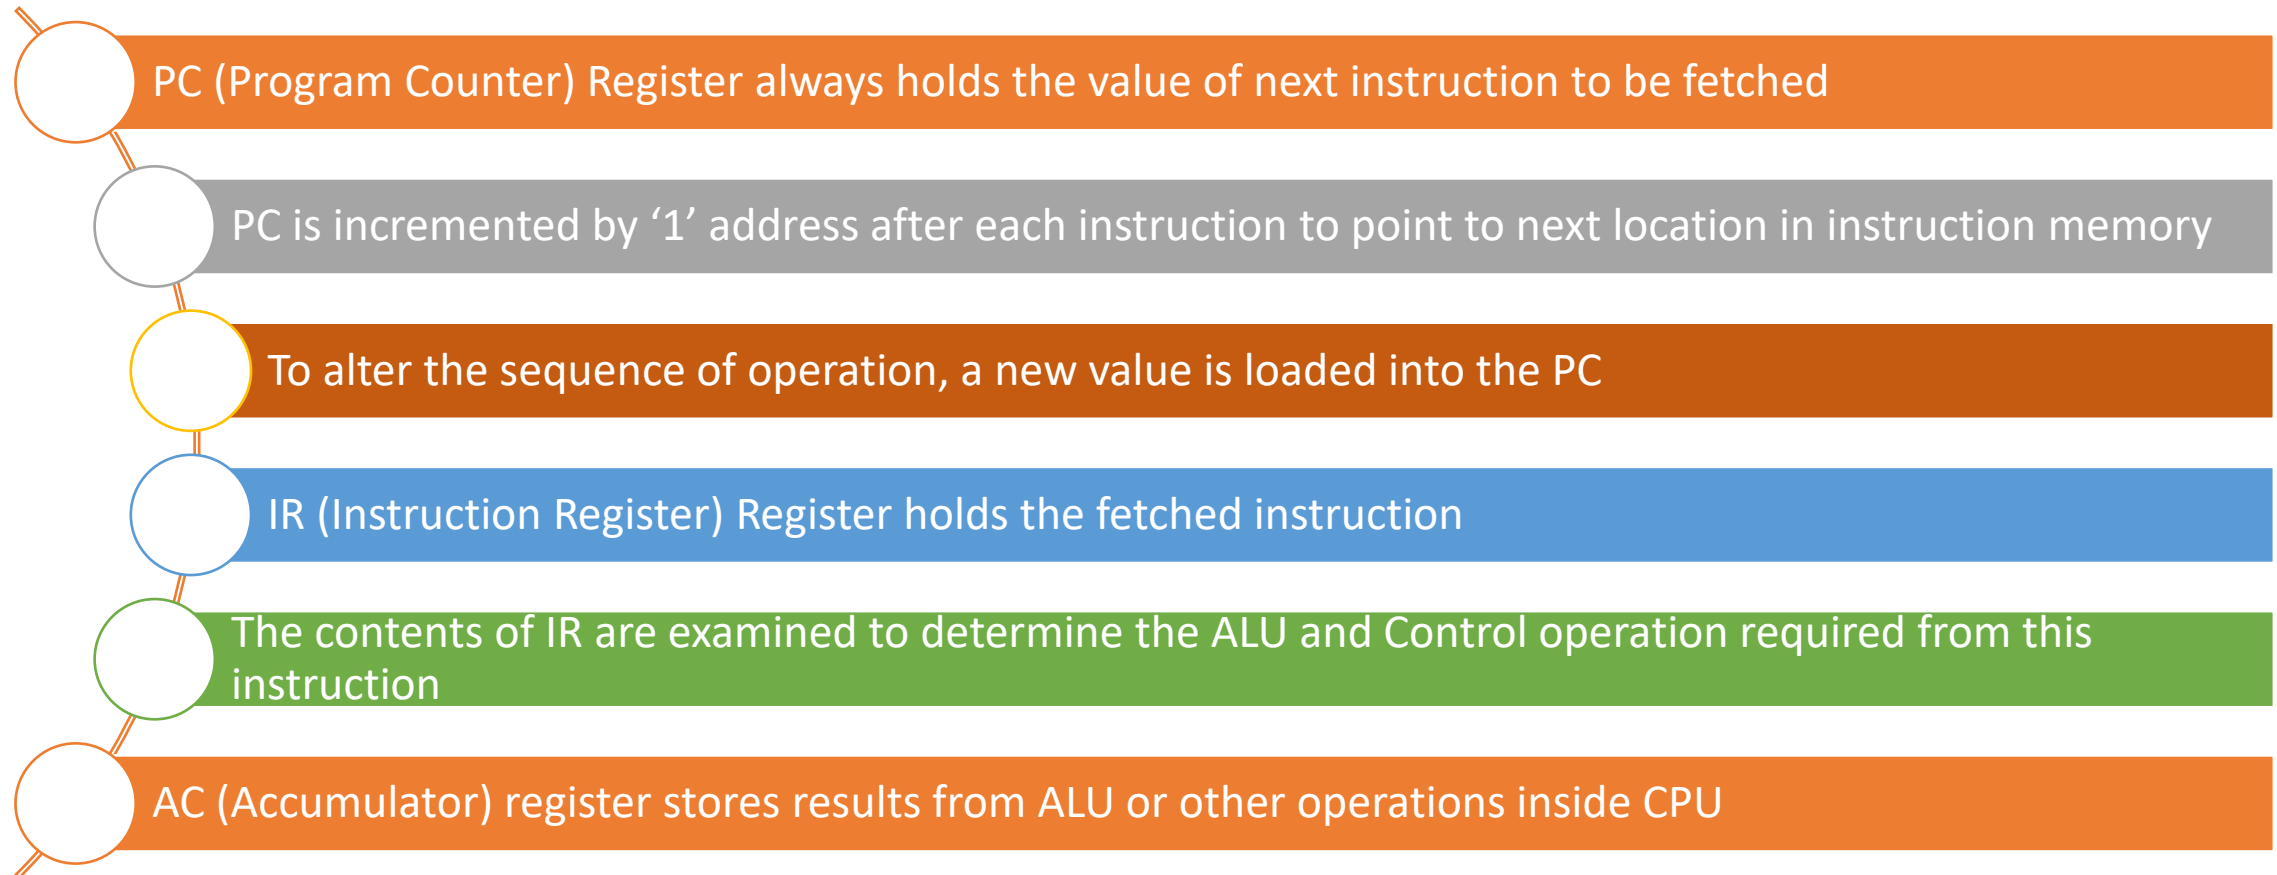 PC (Program Counter) Register always holds the value of next instruction to be fetched
PC is incremented by ‘1’ address after each instruction to point to next location in instruction memory
To alter the sequence of operation, a new value is loaded into the PC
IR (Instruction Register) Register holds the fetched instruction
The contents of IR are examined to determine the ALU and Control operation required from this
instruction
AC (Accumulator) register stores results from ALU or other operations inside CPU